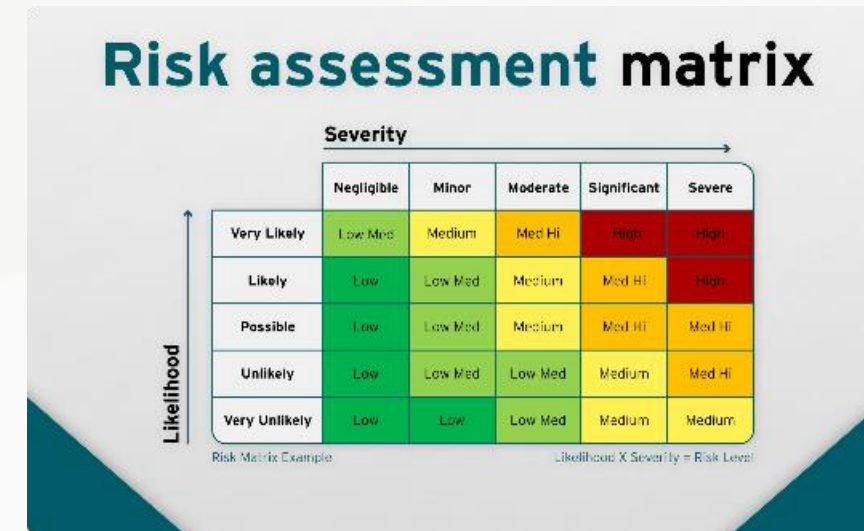 Risk assessment matrix
Severity
Negligible Minor Moderate Significant Severe
Very Likely Low Med Medium Med Hi High High
Likely Low Low Med Medium Med Hi High
Possible Low Low Med Medium Med Hi Med Hi
Unlikely Low Low Med Low Med Medium Med Hi
Very Unlikely Low Low Low Med Medium Medium
Likelihood
Risk Matrix Example Likelihood X Severity = Risk Level